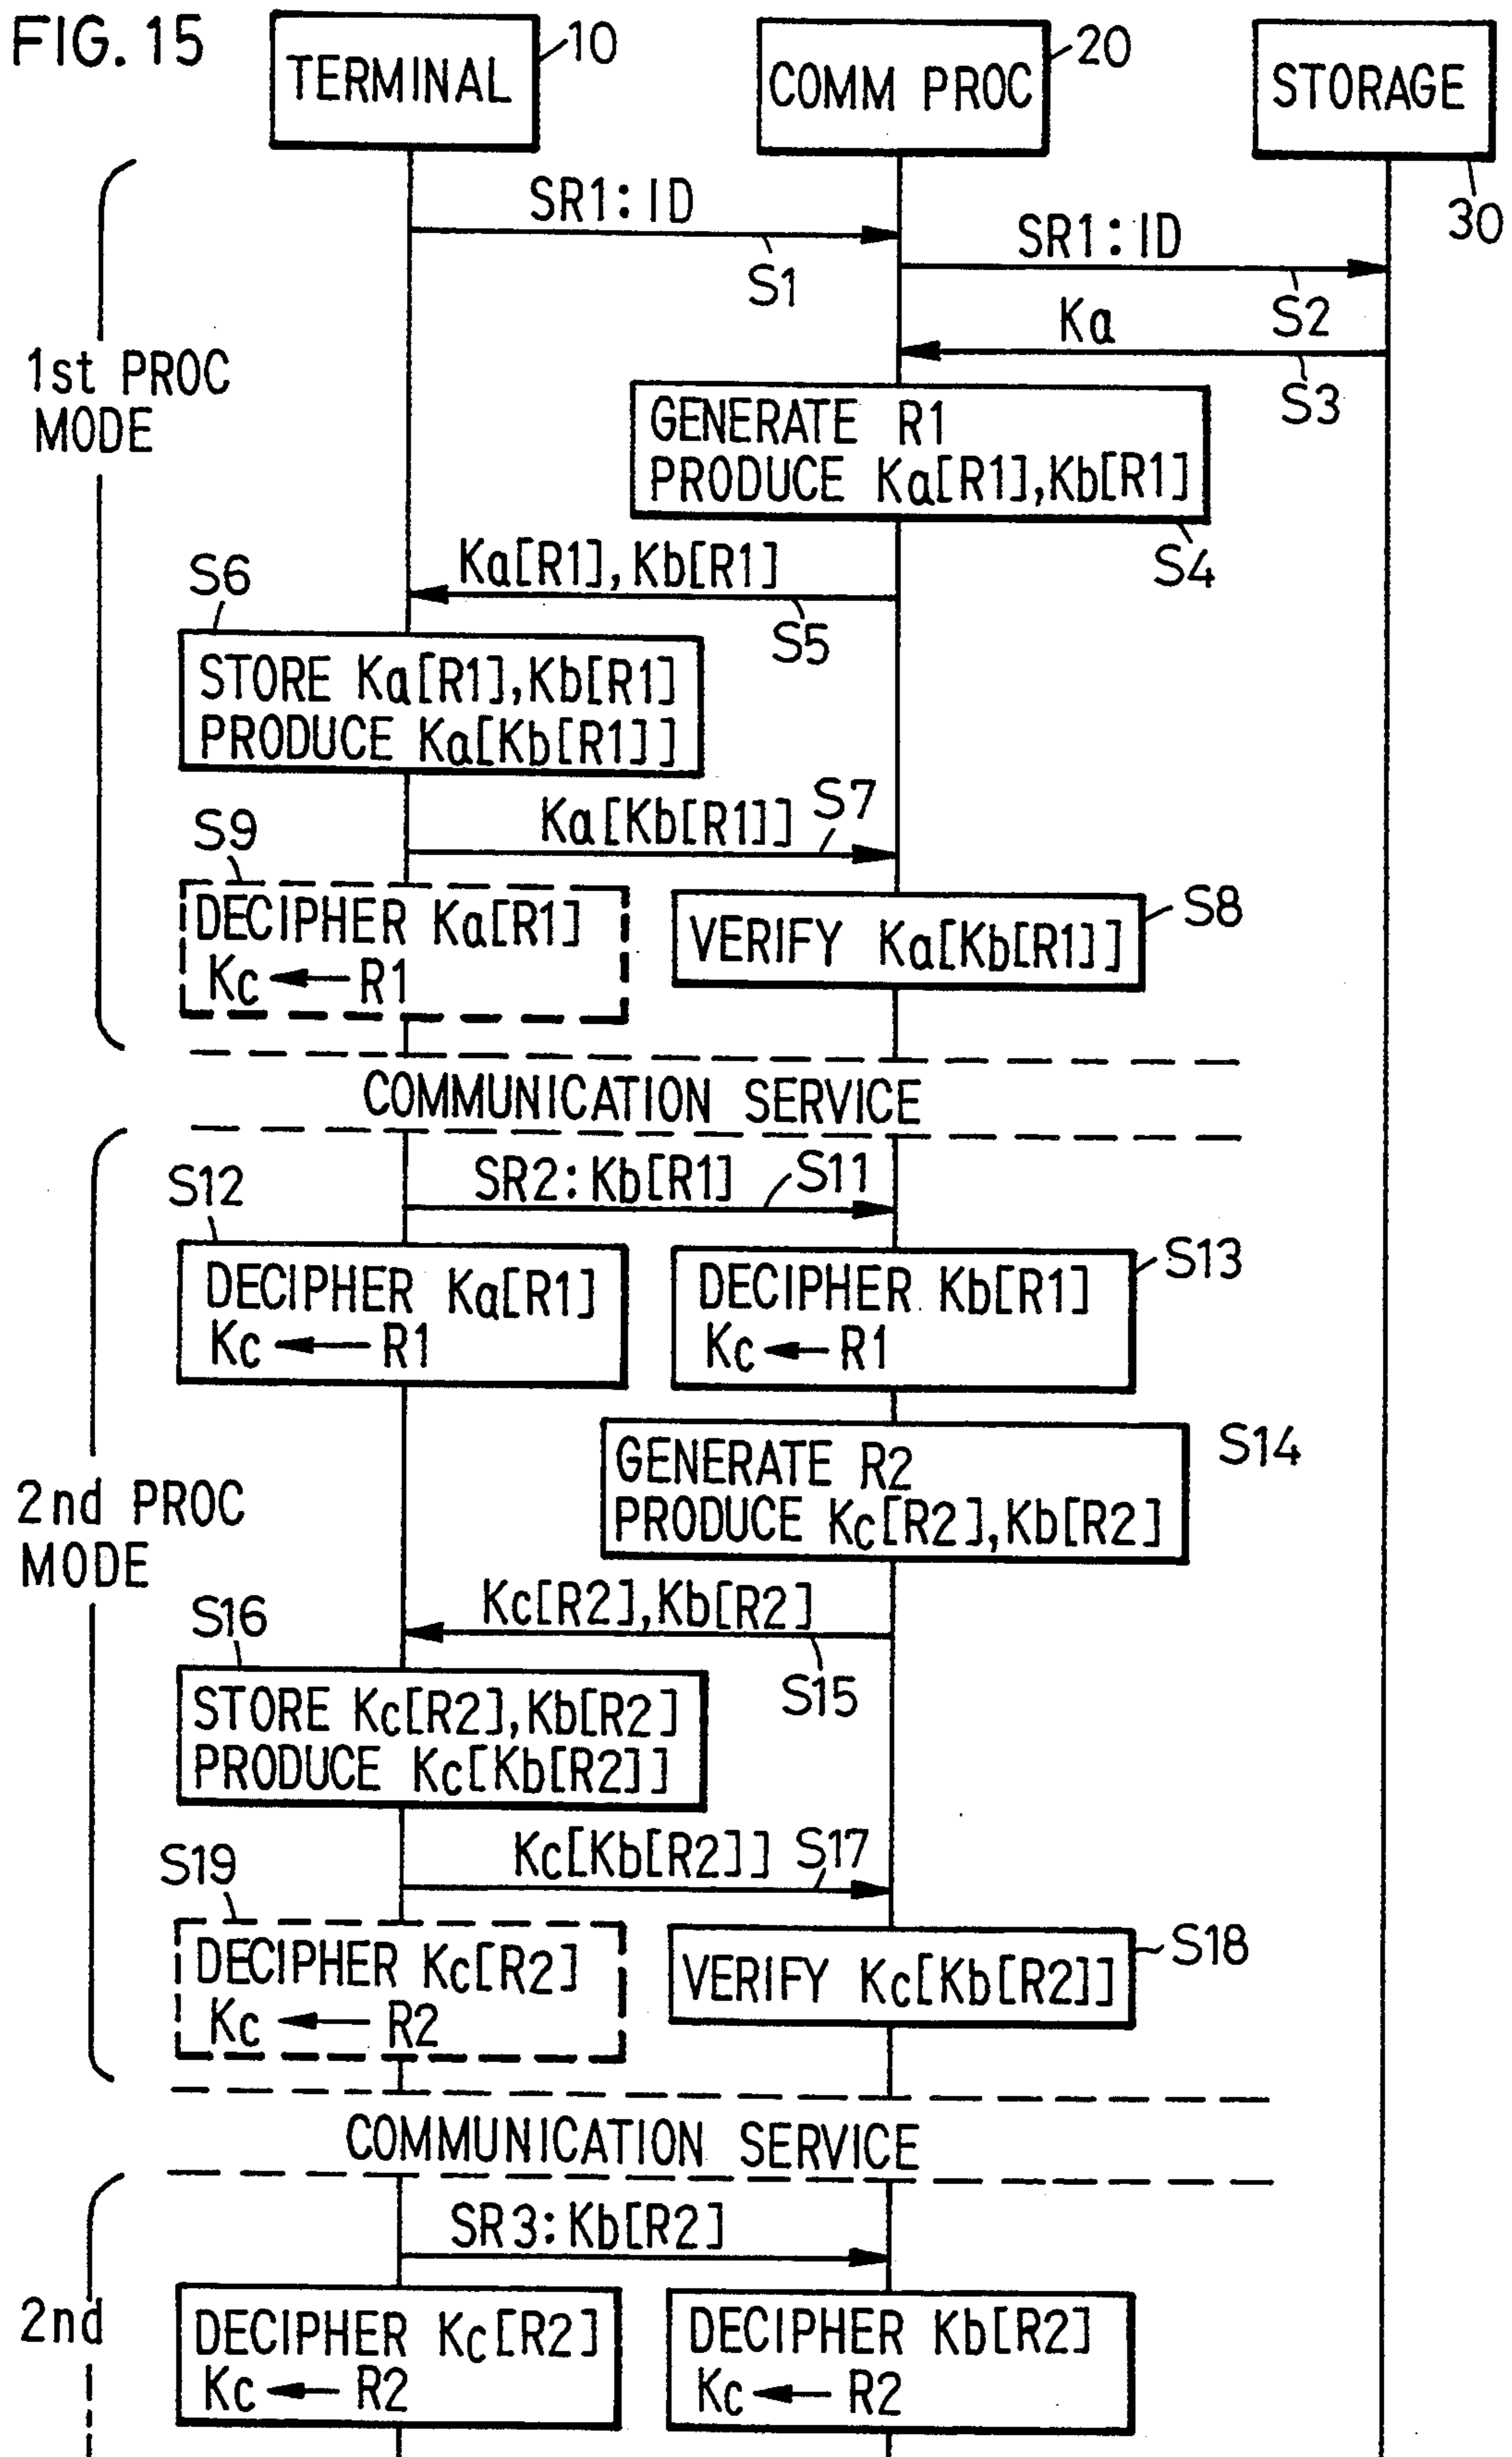 FIG. 15
TERMINAL
10
COMM PROC
20
STORAGE
30
SR1: ID
S1
SR1: ID
S2
Ka
S3
1st PROC
MODE
GENERATE R1
PRODUCE Ka[R1],Kb[R1]
S4
Ka[R1],Kb[R1]
S5
S6
STORE Ka[R1],Kb[R1]
PRODUCE Ka[Kb[R1]]
Ka[Kb[R1]]
S7
S9
DECIPHER Ka[R1]
Kc ← R1
VERIFY Ka[Kb[R1]]
S8
COMMUNICATION SERVICE
SR2: Kb[R1]
S11
S12
DECIPHER Ka[R1]
Kc ← R1
DECIPHER Kb[R1]
Kc ← R1
S13
2nd PROC
MODE
GENERATE R2
PRODUCE Kc[R2],Kb[R2]
S14
Kc[R2],Kb[R2]
S15
S16
STORE Kc[R2],Kb[R2]
PRODUCE Kc[Kb[R2]]
Kc[Kb[R2]]
S17
S19
DECIPHER Kc[R2]
Kc ← R2
VERIFY Kc[Kb[R2]]
S18
COMMUNICATION SERVICE
SR3: Kb[R2]
2nd
DECIPHER Kc[R2]
Kc ← R2
DECIPHER Kb[R2]
Kc ← R2